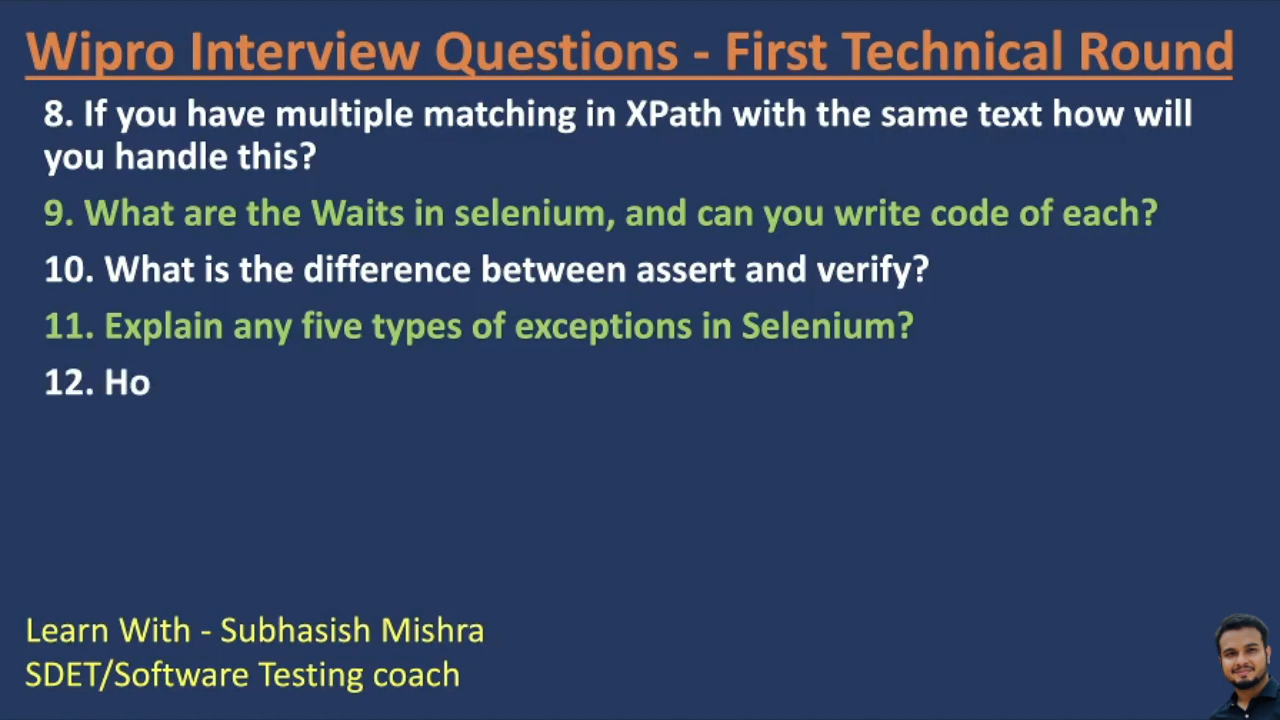 Wipro Interview Questions - First Technical Round
8. If you have multiple matching in XPath with the same text how will
you handle this?
9. What are the Waits in selenium, and can you write code of each?
10. What is the difference between assert and verify?
11. Explain any five types of exceptions in Selenium?
12. Ho
Learn With - Subhasish Mishra
SDET/Software Testing coach